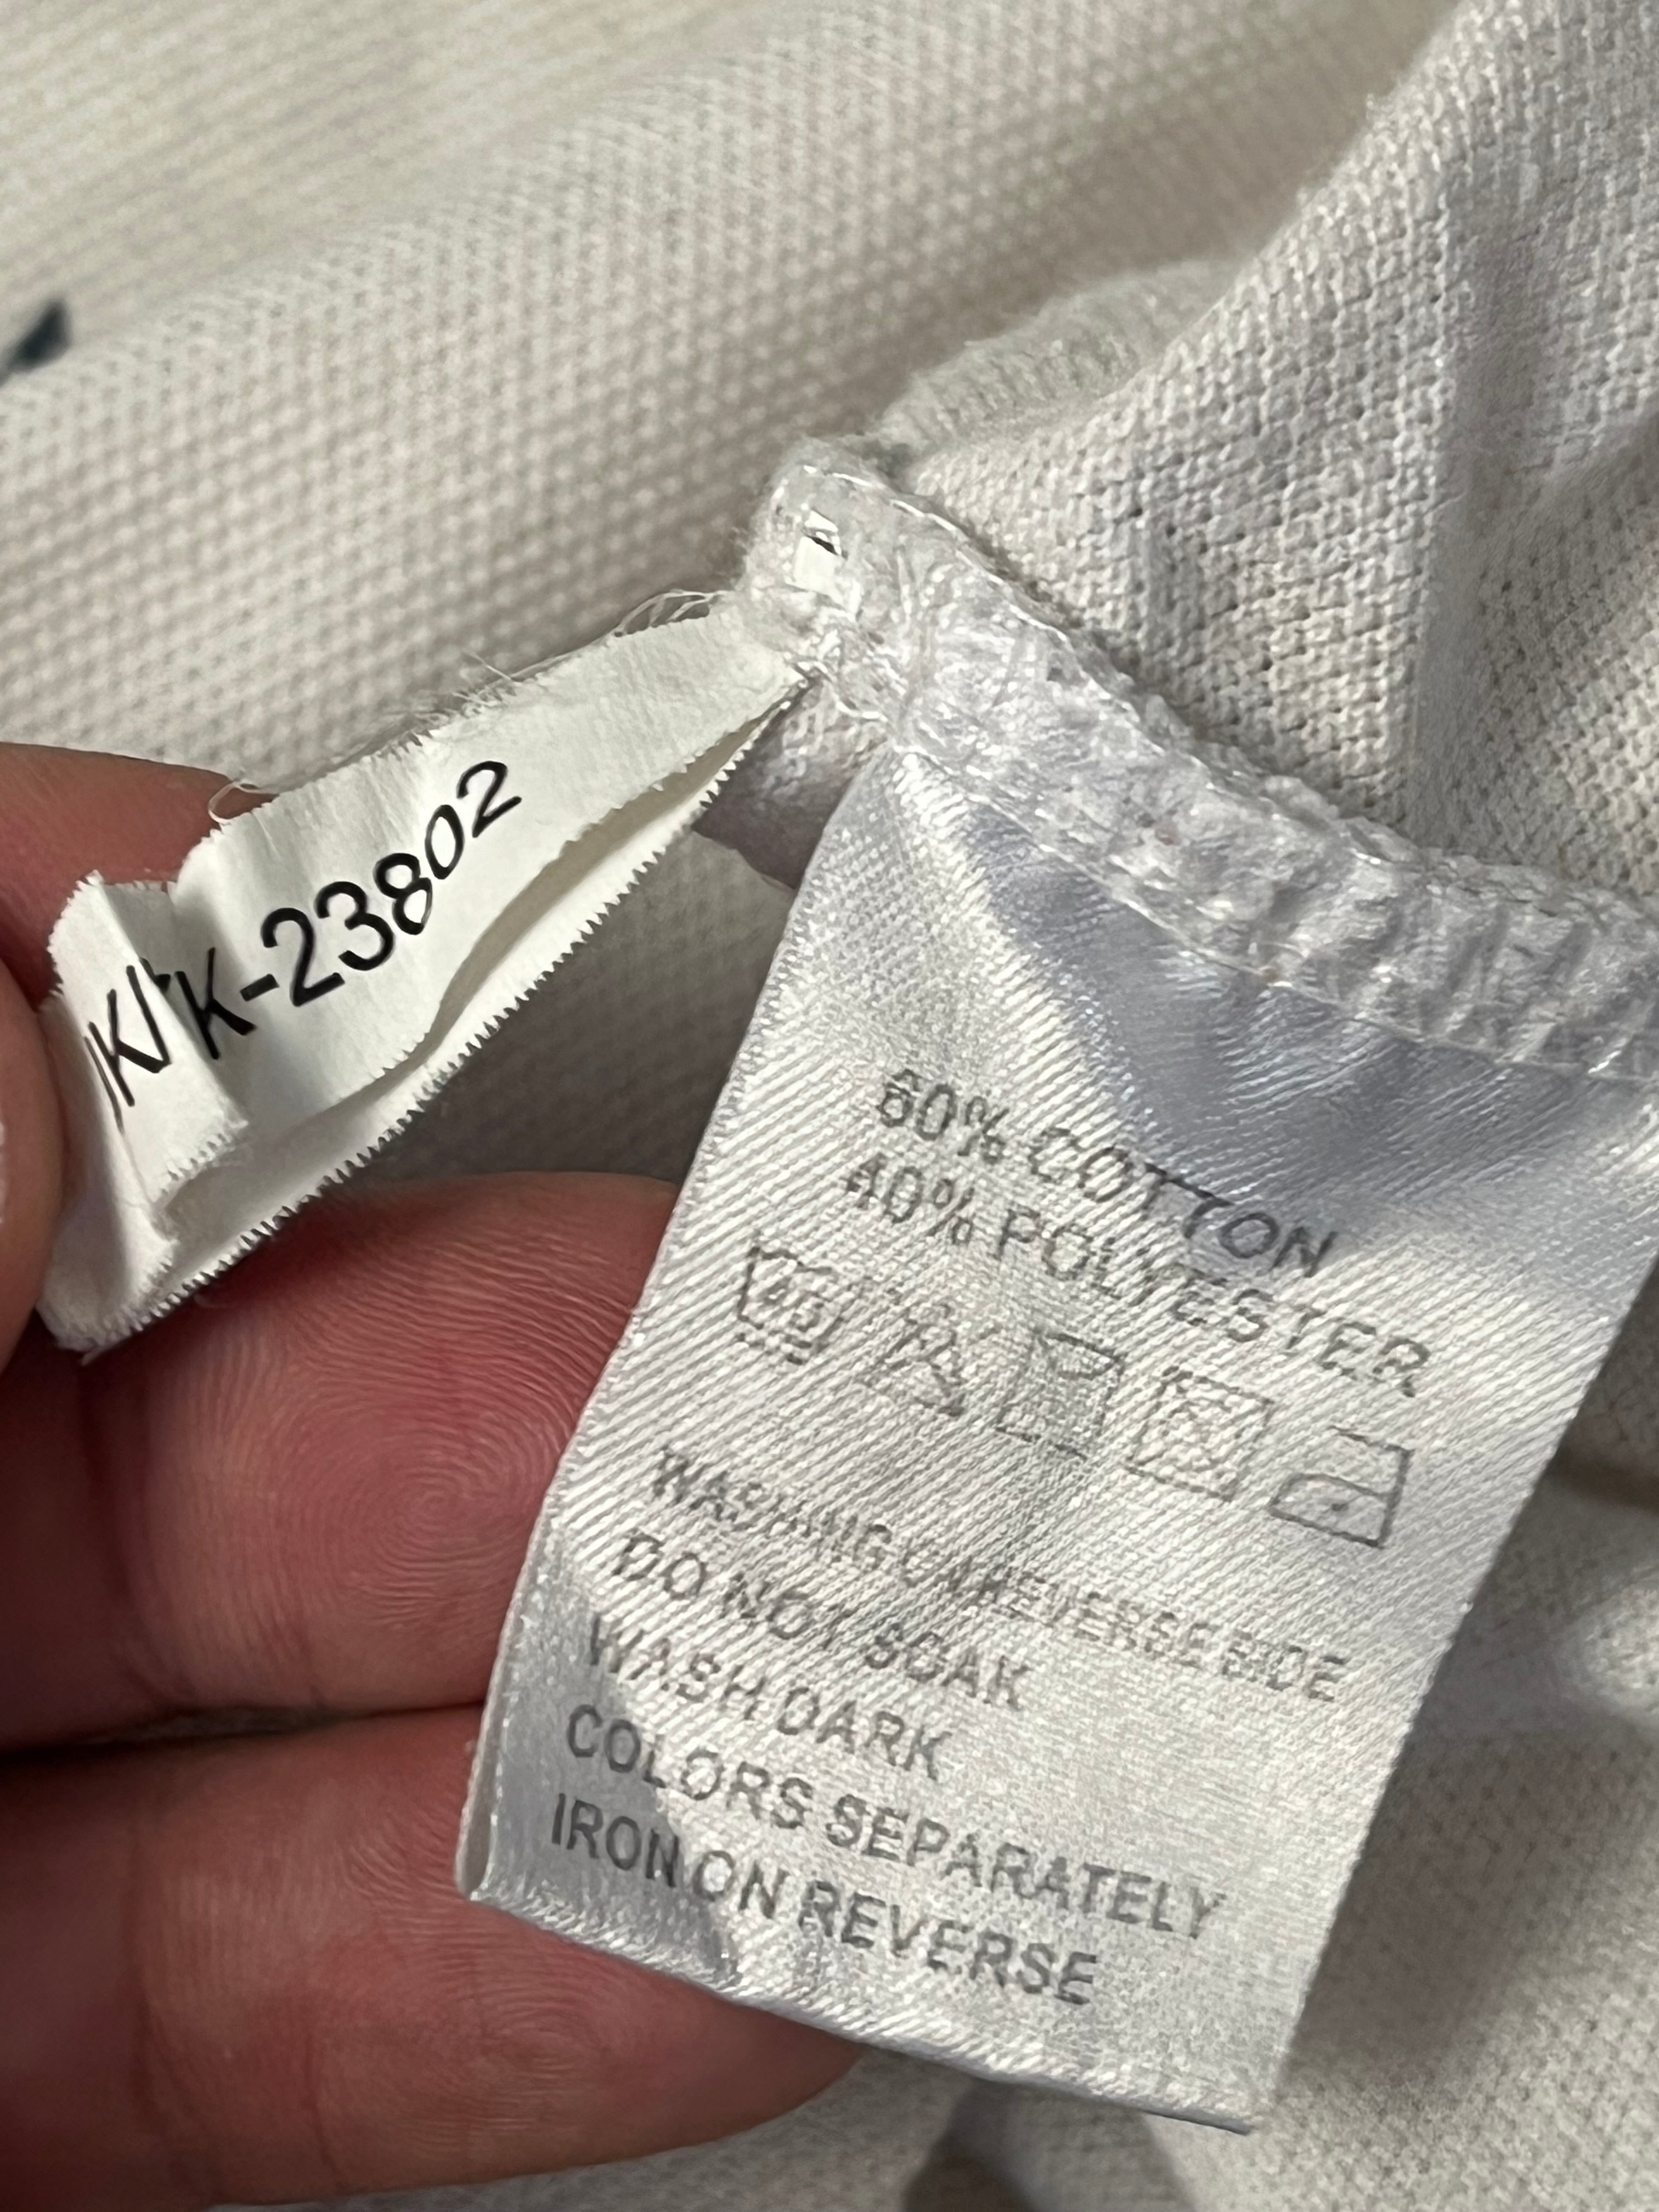 K-23802
60% COTTON
40% POLYESTER
40
WASHING ON REVERSE SIDE
DO NOT SOAK
WASH DARK
COLORS SEPARATELY
IRON ON REVERSE